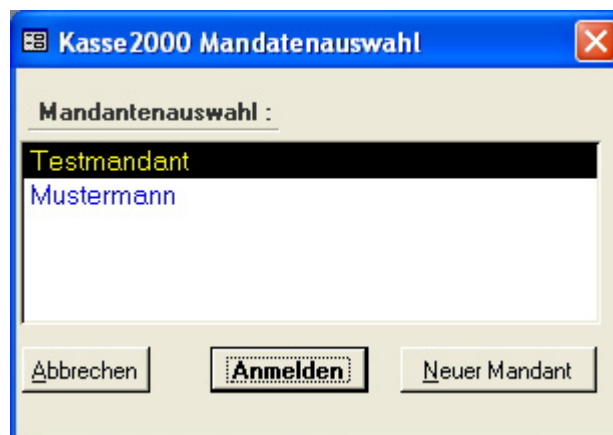 Kasse2000 Mandatenauswahl
Mandantenauswahl :
Testmandant
Mustermann
Abbrechen Anmelden Neuer Mandant